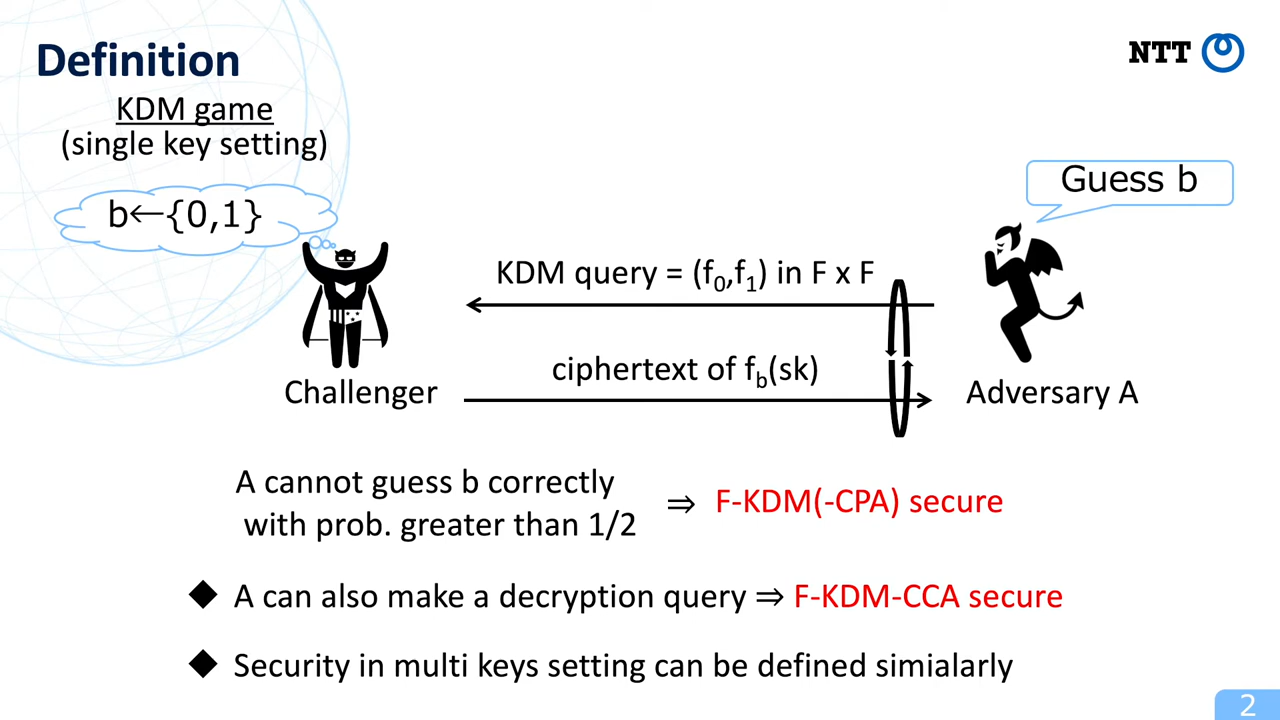 Definition
NTT
KDM game
(single key setting)
b←{0,1}
Guess b
KDM query = (f₀,f₁) in F x F
ciphertext of f_b(sk)
Challenger
Adversary A
A cannot guess b correctly
with prob. greater than 1/2
⇒ F-KDM(-CPA) secure
◆ A can also make a decryption query ⇒ F-KDM-CCA secure
◆ Security in multi keys setting can be defined simialarly
2